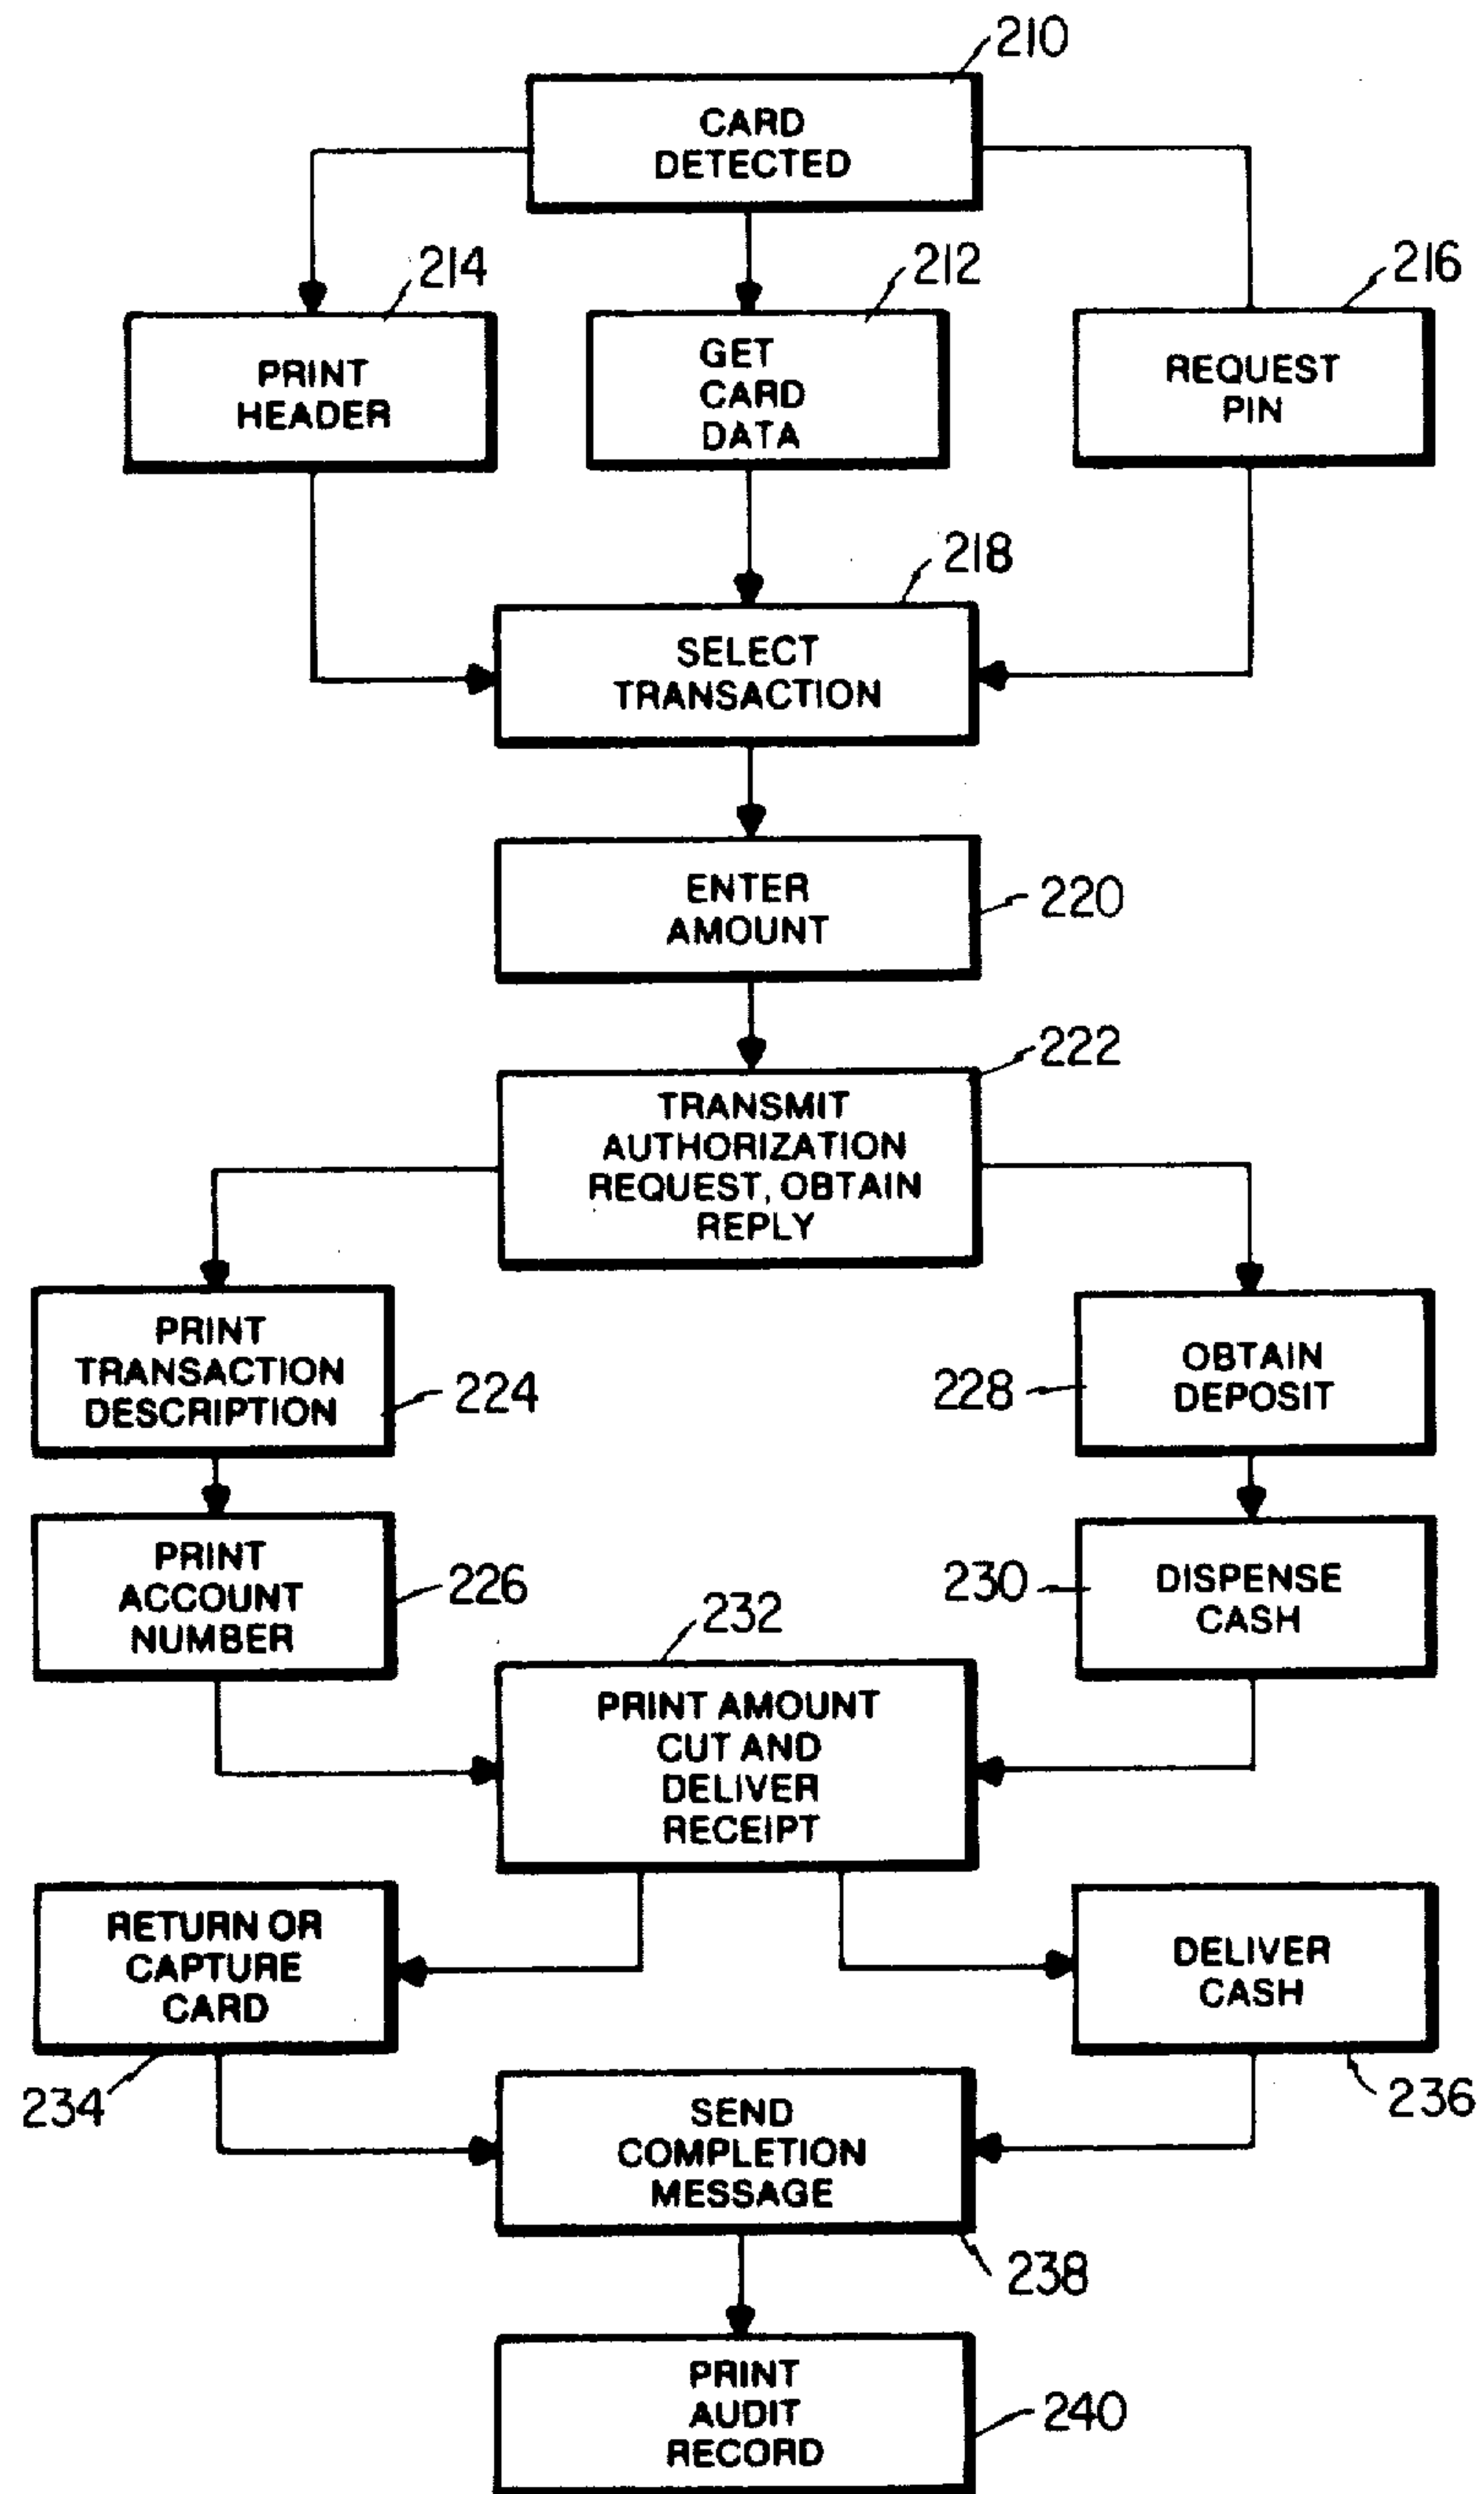 210
CARD
DETECTED
214
212
216
PRINT
HEADER
GET
CARD
DATA
REQUEST
PIN
218
SELECT
TRANSACTION
ENTER
AMOUNT
220
222
TRANSMIT
AUTHORIZATION
REQUEST, OBTAIN
REPLY
PRINT
TRANSACTION
DESCRIPTION
224
228
OBTAIN
DEPOSIT
PRINT
ACCOUNT
NUMBER
226
230
DISPENSE
CASH
232
PRINT AMOUNT
CUT AND
DELIVER
RECEIPT
RETURN OR
CAPTURE
CARD
DELIVER
CASH
234
236
SEND
COMPLETION
MESSAGE
238
PRINT
AUDIT
RECORD
240